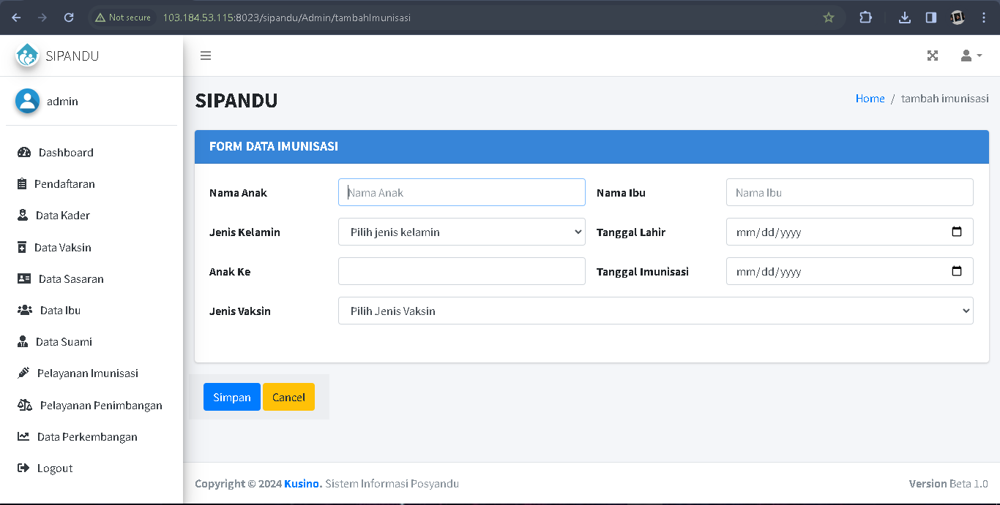 Not secure 103.184.53.115:8023/sipandu/Admin/tambahImunisasi
SIPANDU
admin
Dashboard
Pendaftaran
Data Kader
Data Vaksin
Data Sasaran
Data Ibu
Data Suami
Pelayanan Imunisasi
Pelayanan Penimbangan
Data Perkembangan
Logout
SIPANDU
Home / tambah imunisasi
FORM DATA IMUNISASI
Nama Anak Nama Anak Nama Ibu Nama Ibu
Jenis Kelamin Pilih jenis kelamin Tanggal Lahir mm/dd/yyyy
Anak Ke Tanggal Imunisasi mm/dd/yyyy
Jenis Vaksin Pilih Jenis Vaksin
Simpan Cancel
Copyright © 2024 Kusino. Sistem Informasi Posyandu Version Beta 1.0